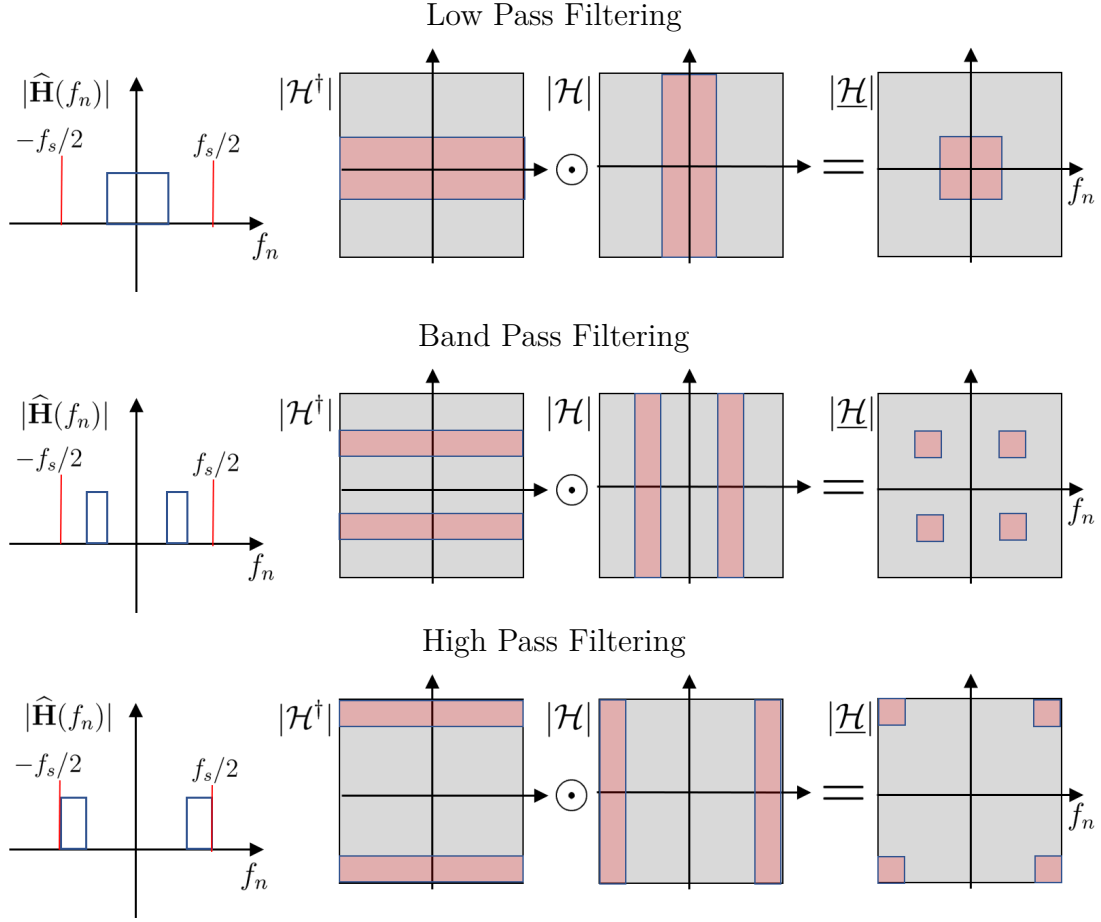 Low Pass Filtering
|Ĥ(fₙ)| |ℋ†| |ℋ| |ℋ̲|
−fₛ/2 fₛ/2
⊙ =
fₙ fₙ
Band Pass Filtering
|Ĥ(fₙ)| |ℋ†| |ℋ| |ℋ̲|
−fₛ/2 fₛ/2
⊙ =
fₙ fₙ
High Pass Filtering
|Ĥ(fₙ)| |ℋ†| |ℋ| |ℋ̲|
−fₛ/2 fₛ/2
⊙ =
fₙ fₙ